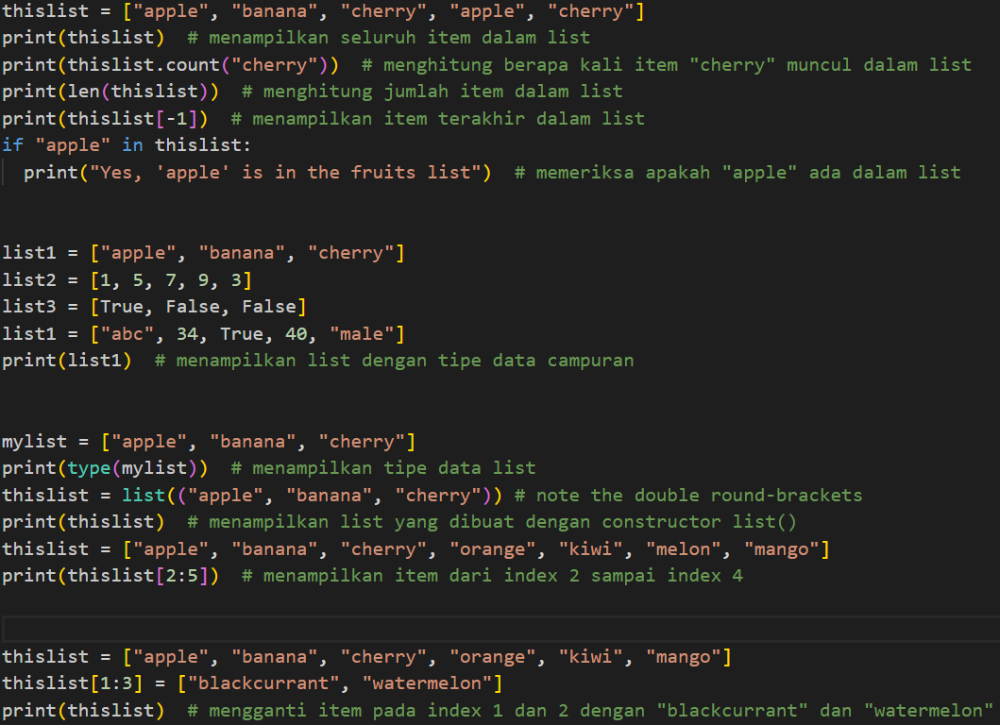 thislist = ["apple", "banana", "cherry", "apple", "cherry"]
print(thislist)  # menampilkan seluruh item dalam list
print(thislist.count("cherry"))  # menghitung berapa kali item "cherry" muncul dalam list
print(len(thislist))  # menghitung jumlah item dalam list
print(thislist[-1])  # menampilkan item terakhir dalam list
if "apple" in thislist:
  print("Yes, 'apple' is in the fruits list")  # memeriksa apakah "apple" ada dalam list
list1 = ["apple", "banana", "cherry"]
list2 = [1, 5, 7, 9, 3]
list3 = [True, False, False]
list1 = ["abc", 34, True, 40, "male"]
print(list1)  # menampilkan list dengan tipe data campuran
mylist = ["apple", "banana", "cherry"]
print(type(mylist))  # menampilkan tipe data list
thislist = list(("apple", "banana", "cherry")) # note the double round-brackets
print(thislist)  # menampilkan list yang dibuat dengan constructor list()
thislist = ["apple", "banana", "cherry", "orange", "kiwi", "melon", "mango"]
print(thislist[2:5])  # menampilkan item dari index 2 sampai index 4
thislist = ["apple", "banana", "cherry", "orange", "kiwi", "mango"]
thislist[1:3] = ["blackcurrant", "watermelon"]
print(thislist)  # mengganti item pada index 1 dan 2 dengan "blackcurrant" dan "watermelon"